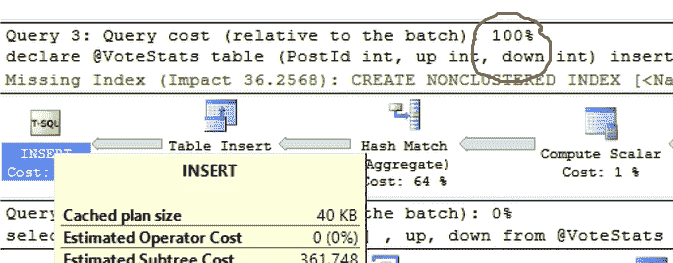 Query 3: Query cost (relative to the batch) 100%
declare @VoteStats table (PostId int, up int, down int) insert
Missing Index (Impact 36.2568): CREATE NONCLUSTERED INDEX [<Na
T-SQL
INSERT
Cost:
Table Insert
Hash Match
(Aggregate)
Cost: 64 %
Compute Scalar
Cost: 1 %
INSERT
Cached plan size 40 KB
Estimated Operator Cost 0 (0%)
Estimated Subtree Cost 361,748
Query
the batch): 0%
selec
, up, down from @VoteStats